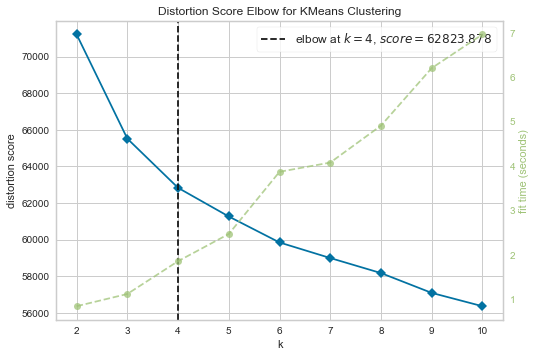 Distortion Score Elbow for KMeans Clustering
elbow at k = 4, score = 62823.878
distortion score
70000
68000
66000
64000
62000
60000
58000
56000
7
6
5
4
3
2
1
fit time (seconds)
2 3 4 5 6 7 8 9 10
k